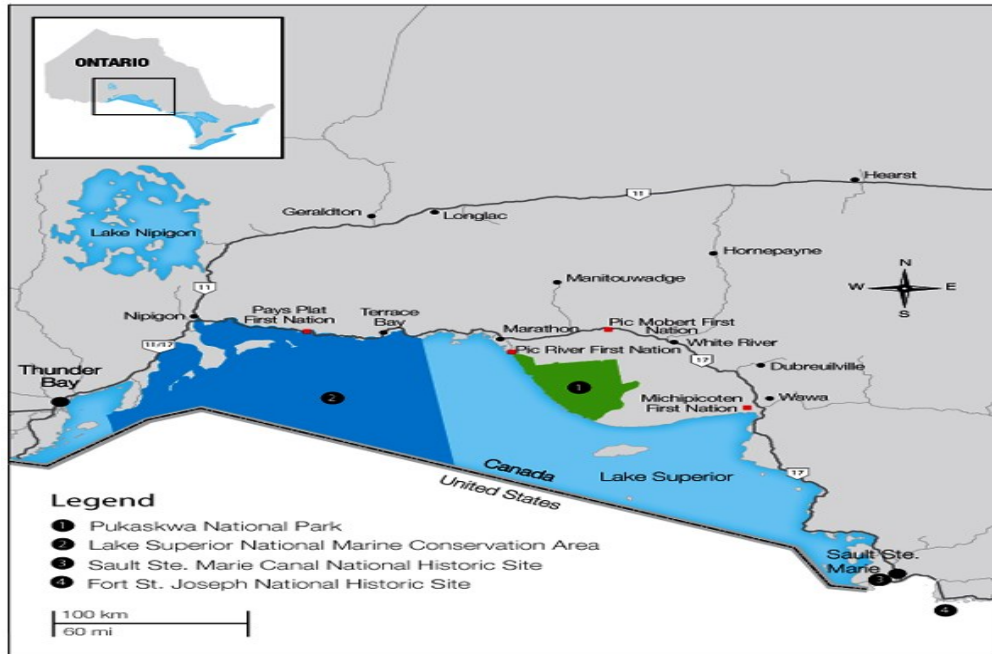 ONTARIO
Lake Nipigon
Geraldton
Longlac
11
Hearst
Hornepayne
Manitouwadge
N
W E
S
11
Nipigon
Pays Plat
First Nation
Terrace
Bay
Marathon
Pic Mobert First
Nation
White River
Pic River First Nation
11/17
17
Thunder
Bay
Dubreuilville
1
2
Michipicoten
First Nation
Wawa
Canada
United States
Lake Superior
17
Sault Ste.
Marie
3
4
Legend
1 Pukaskwa National Park
2 Lake Superior National Marine Conservation Area
3 Sault Ste. Marie Canal National Historic Site
4 Fort St. Joseph National Historic Site
100 km
60 mi